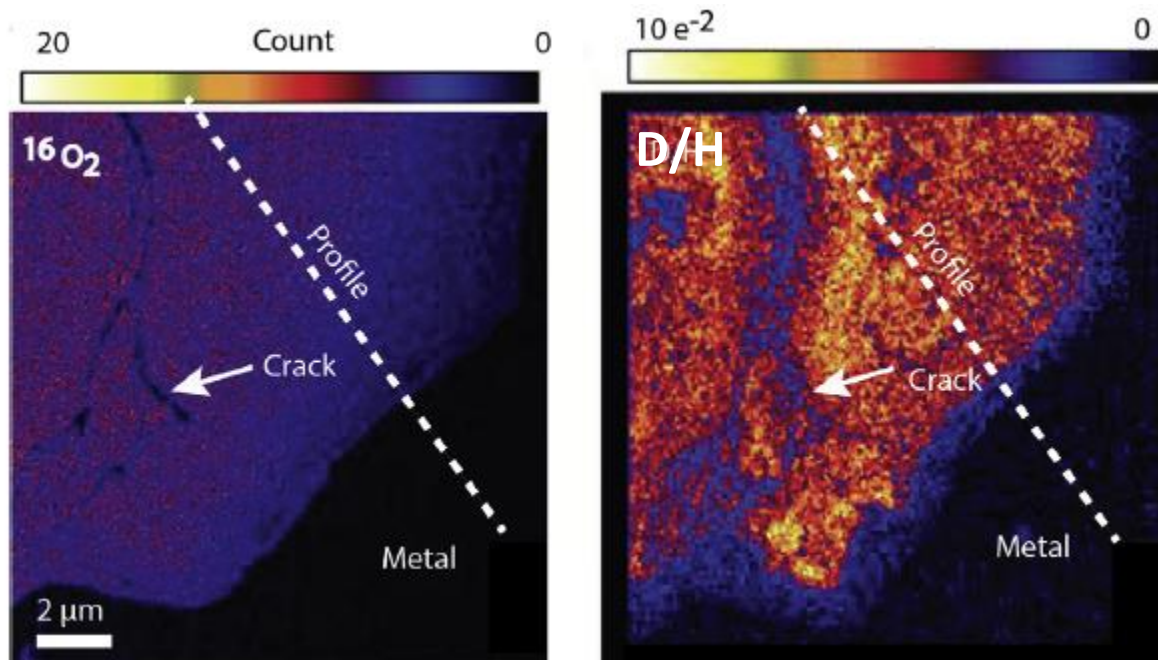 20 Count 0
¹⁶O₂
Profile
Crack
Metal
2 µm
10 e⁻² 0
D/H
Profile
Crack
Metal